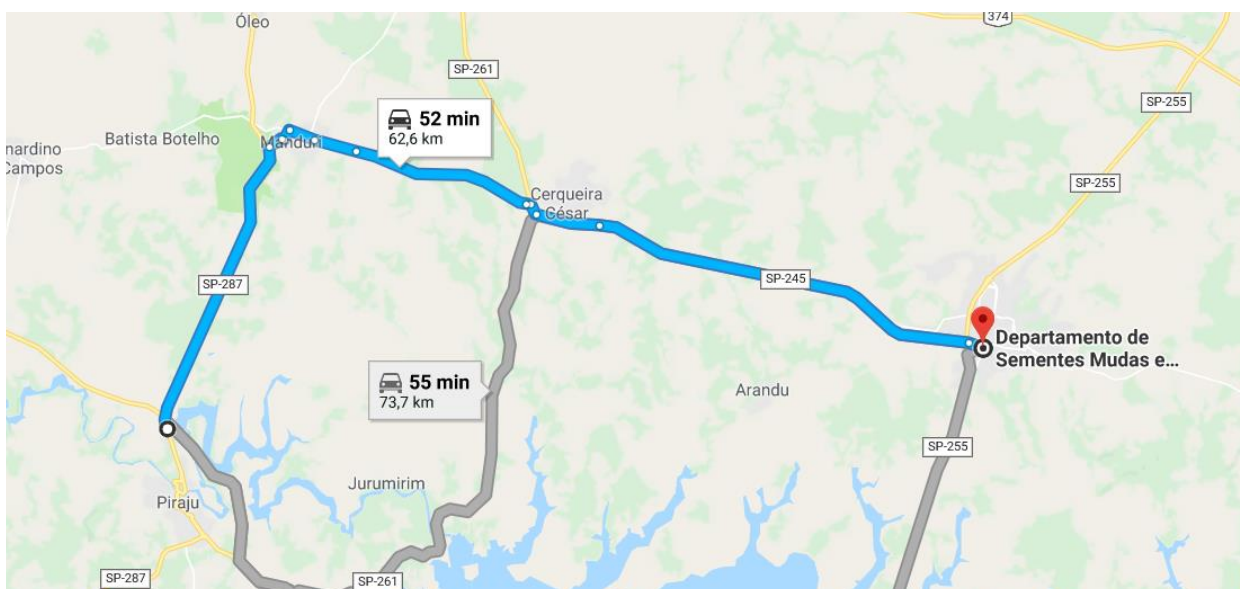 Óleo
374
SP-261
SP-255
52 min
62,6 km
Batista Botelho
Manduri
nardino
Campos
SP-255
Cerqueira
César
SP-287
SP-245
Departamento de
Sementes Mudas e...
55 min
73,7 km
Arandu
SP-255
Jurumirim
Piraju
SP-287
SP-261